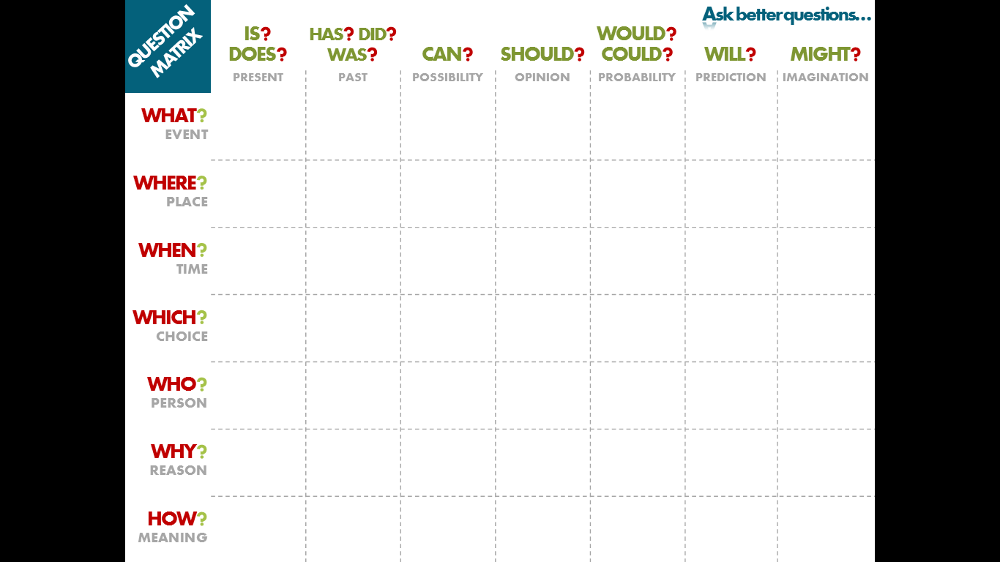 QUESTION
MATRIX
Ask better questions...
IS?
DOES?
PRESENT
HAS? DID?
WAS?
PAST
CAN?
POSSIBILITY
SHOULD?
OPINION
WOULD?
COULD?
PROBABILITY
WILL?
PREDICTION
MIGHT?
IMAGINATION
WHAT?
EVENT
WHERE?
PLACE
WHEN?
TIME
WHICH?
CHOICE
WHO?
PERSON
WHY?
REASON
HOW?
MEANING